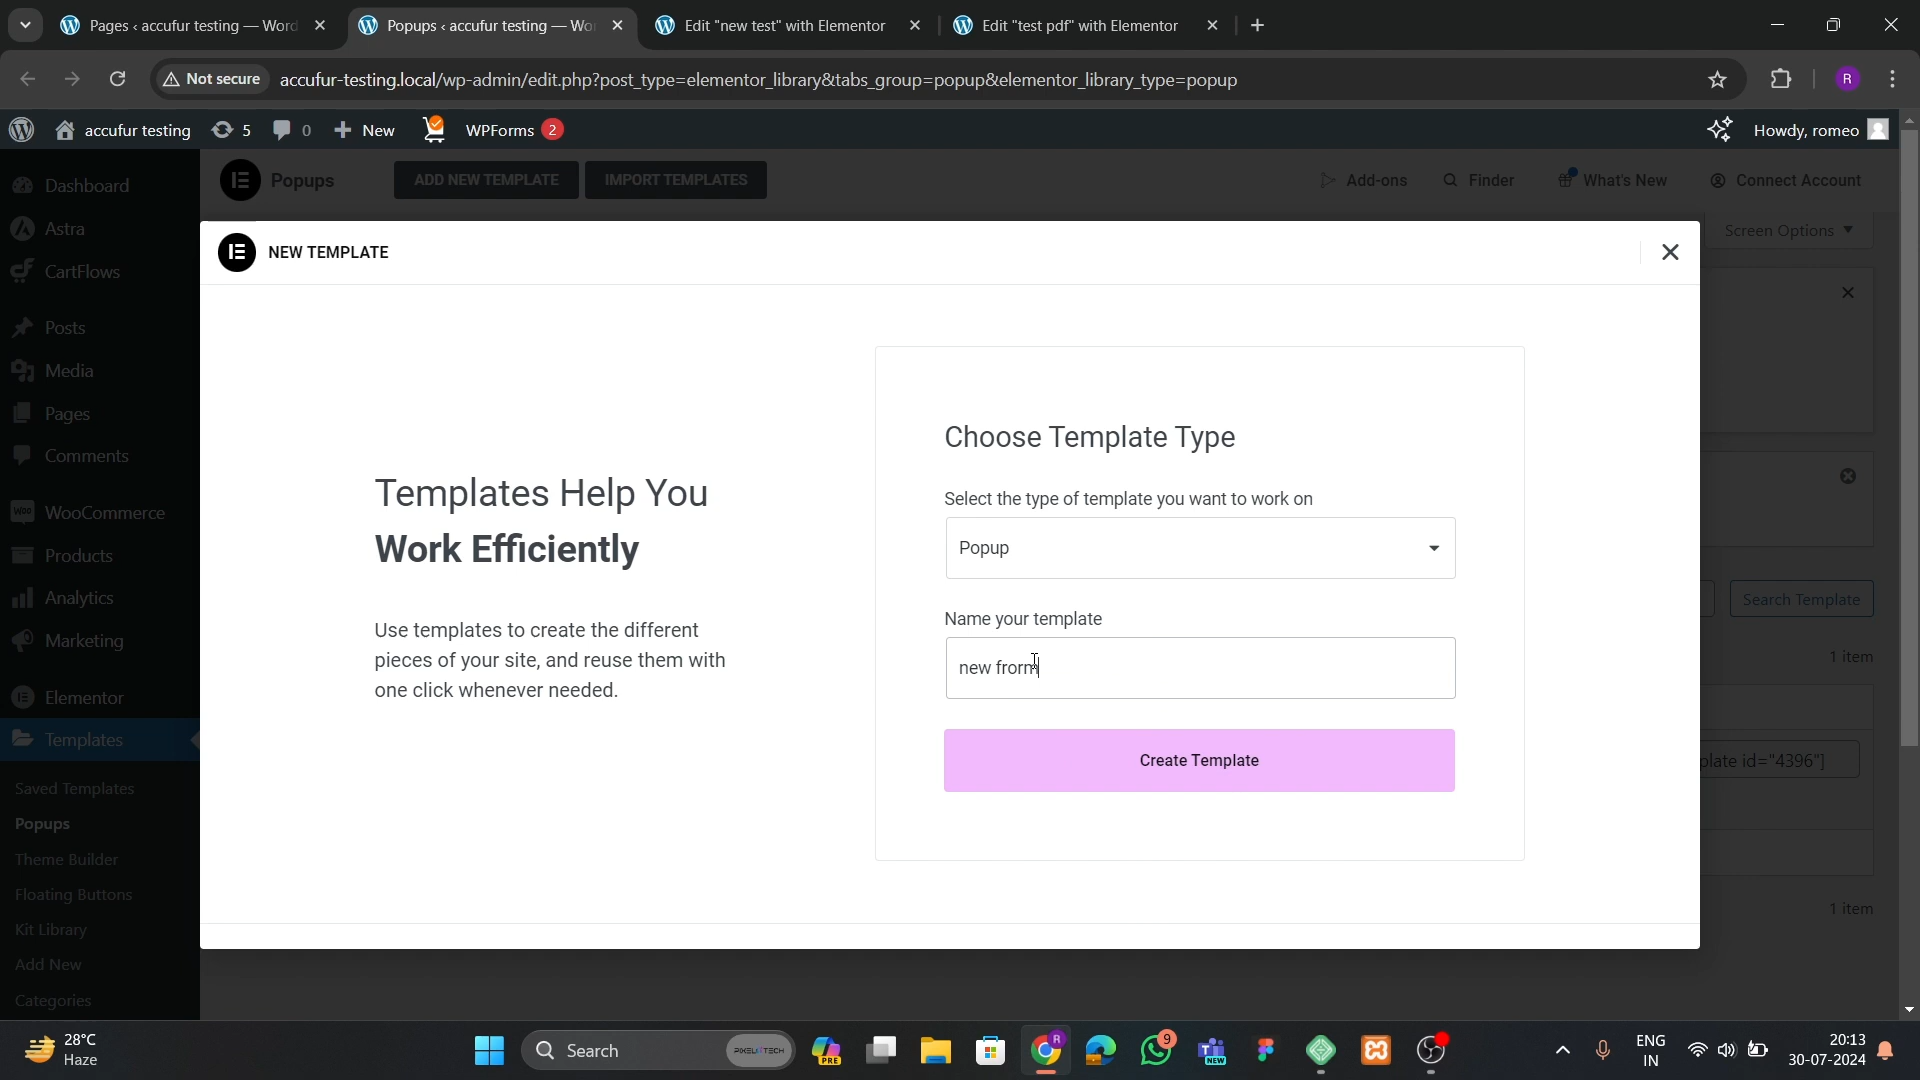 Pages ‹ accufur testing — Word
Popups ‹ accufur testing — Wor
Edit "new test" with Elementor
Edit "test pdf" with Elementor
Not secure
accufur-testing.local/wp-admin/edit.php?post_type=elementor_library&tabs_group=popup&elementor_library_type=popup
R
accufur testing
5
0
New
WPForms 2
Howdy, romeo
Dashboard
Popups
ADD NEW TEMPLATE
IMPORT TEMPLATES
Add-ons
Finder
What's New
Connect Account
Astra
Screen Options
NEW TEMPLATE
CartFlows
Posts
Media
Pages
Comments
WooCommerce
Products
Analytics
Marketing
Elementor
Templates
Saved Templates
Popups
Theme Builder
Floating Buttons
Kit Library
Add New
Categories
Templates Help You
Work Efficiently
Use templates to create the different
pieces of your site, and reuse them with
one click whenever needed.
Choose Template Type
Select the type of template you want to work on
Popup
Name your template
new frorm
Create Template
Search Template
1 item
plate id="4396"]
1 item
28°C
Haze
Search
PIXELITECH
PRE
R
9
NEW
ENG
IN
20:13
30-07-2024